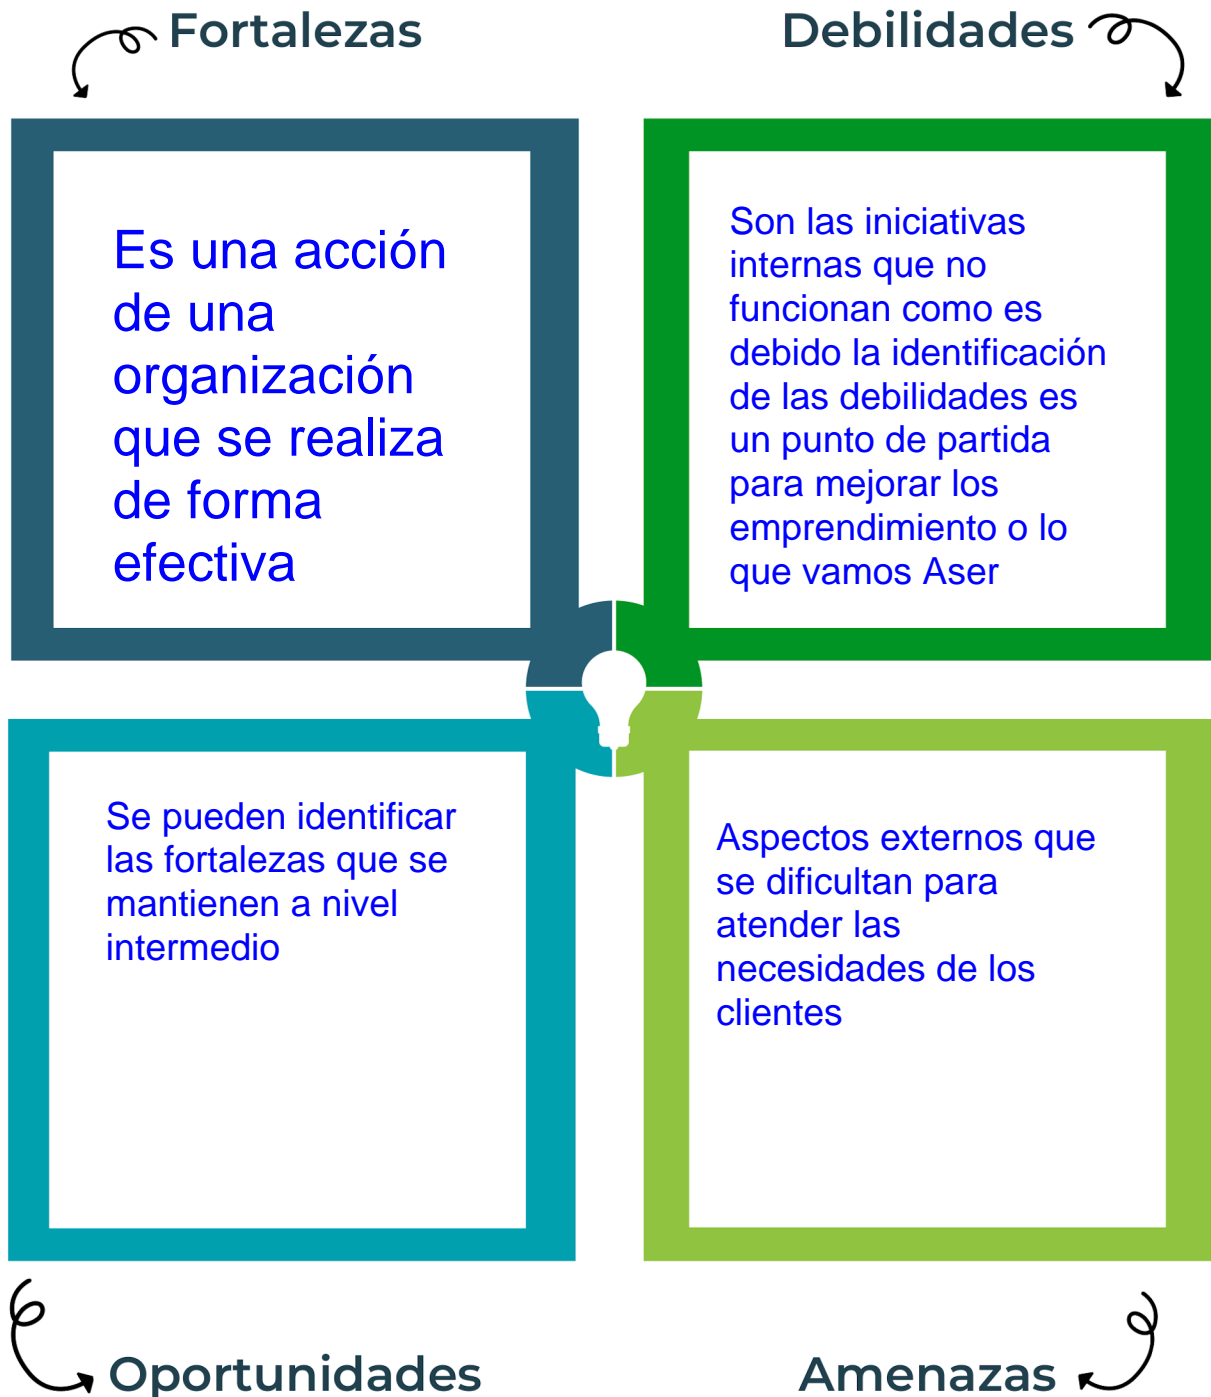 Fortalezas
Debilidades
Es una acción
de una
organización
que se realiza
de forma
efectiva
Son las iniciativas
internas que no
funcionan como es
debido la identificación
de las debilidades es
un punto de partida
para mejorar los
emprendimiento o lo
que vamos Aser
Se pueden identificar
las fortalezas que se
mantienen a nivel
intermedio
Aspectos externos que
se dificultan para
atender las
necesidades de los
clientes
Oportunidades
Amenazas